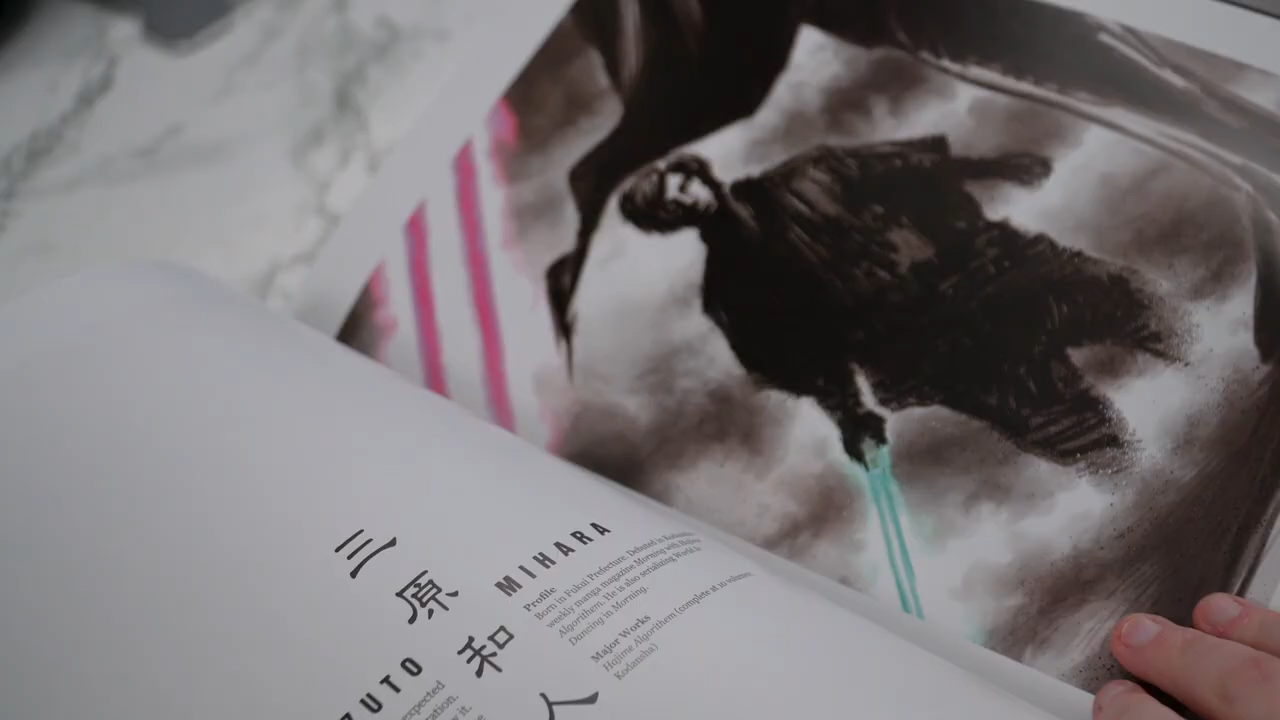 三原和人
ZUTO MIHARA
Profile
Born in Fukui Prefecture. Debuted in Kodansha's
weekly manga magazine Morning with Hajime
Algorithm. He is also serializing World Is
Dancing in Morning.
Major Works
Hajime Algorithm (complete at 10 volumes,
Kodansha)
expected